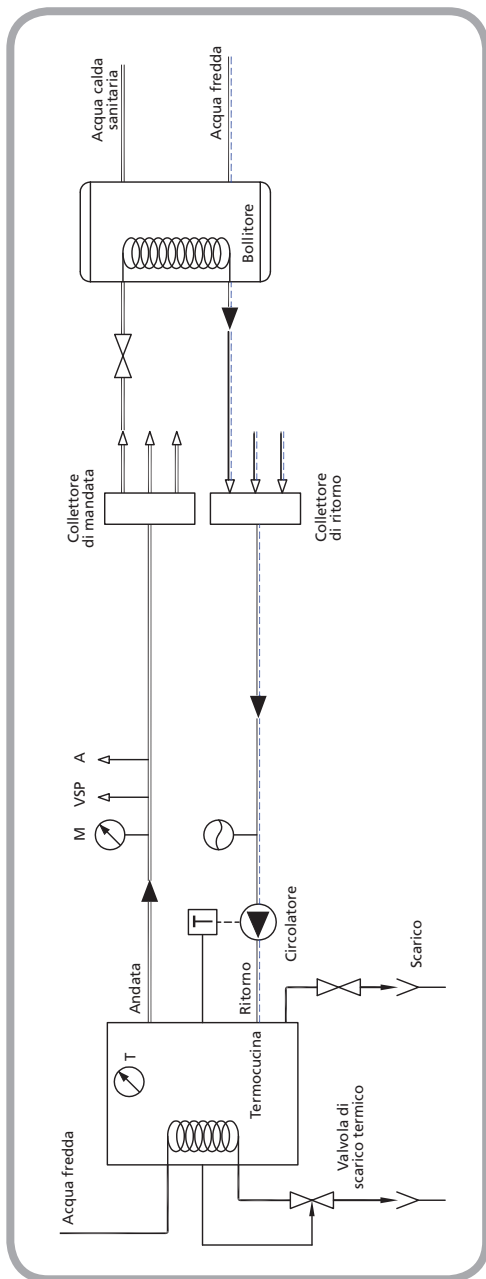 Acqua fredda
Termocucina
T
Valvola di
scarico termico
Scarico
Andata
Ritorno
T
Circolatore
M
VSP
A
Collettore
di mandata
Collettore
di ritorno
Bollitore
Acqua calda
sanitaria
Acqua fredda